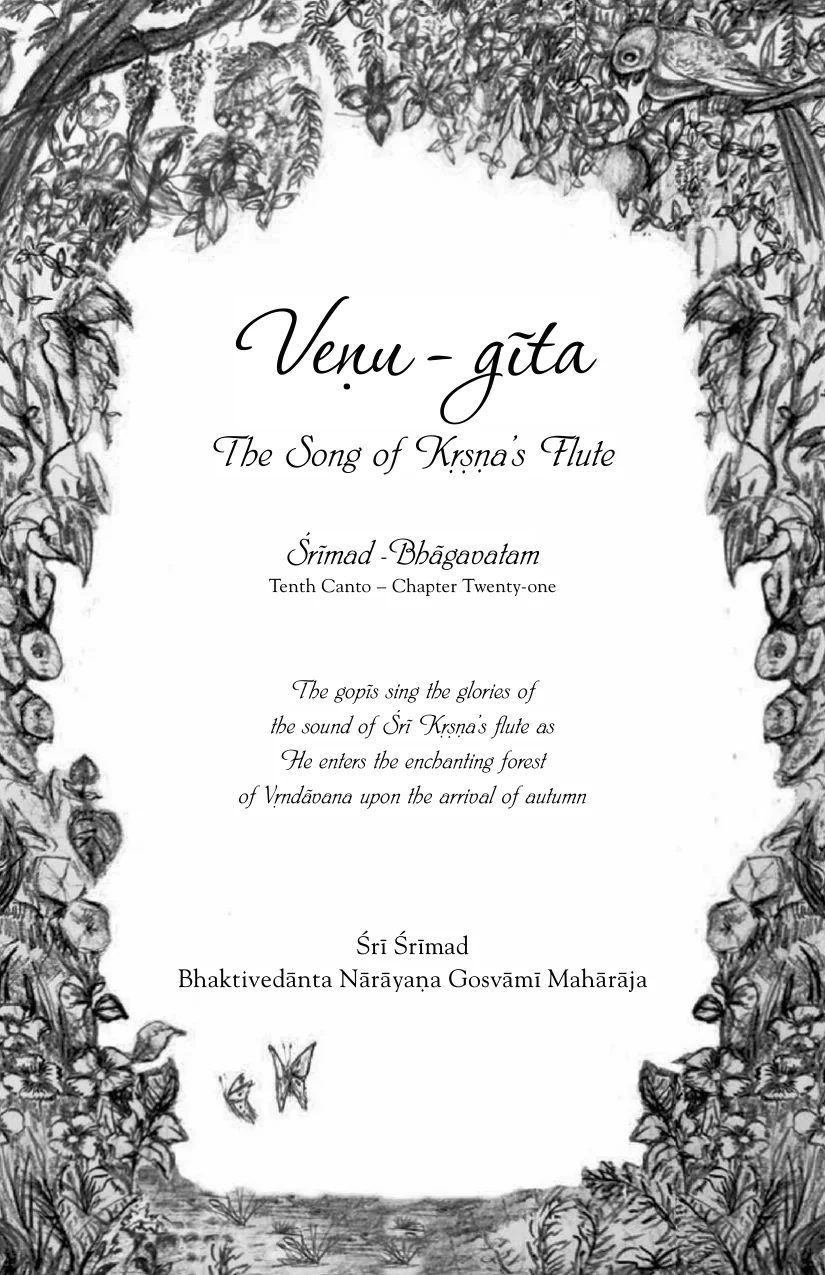 Veṇu - gīta
The Song of Kṛṣṇa’s Flute
Śrīmad -Bhāgavatam
Tenth Canto – Chapter Twenty-one
The gopīs sing the glories of
the sound of Śrī Kṛṣṇa’s flute as
He enters the enchanting forest
of Vṛndāvana upon the arrival of autumn
Śrī Śrīmad
Bhaktivedānta Nārāyaṇa Gosvāmī Mahārāja